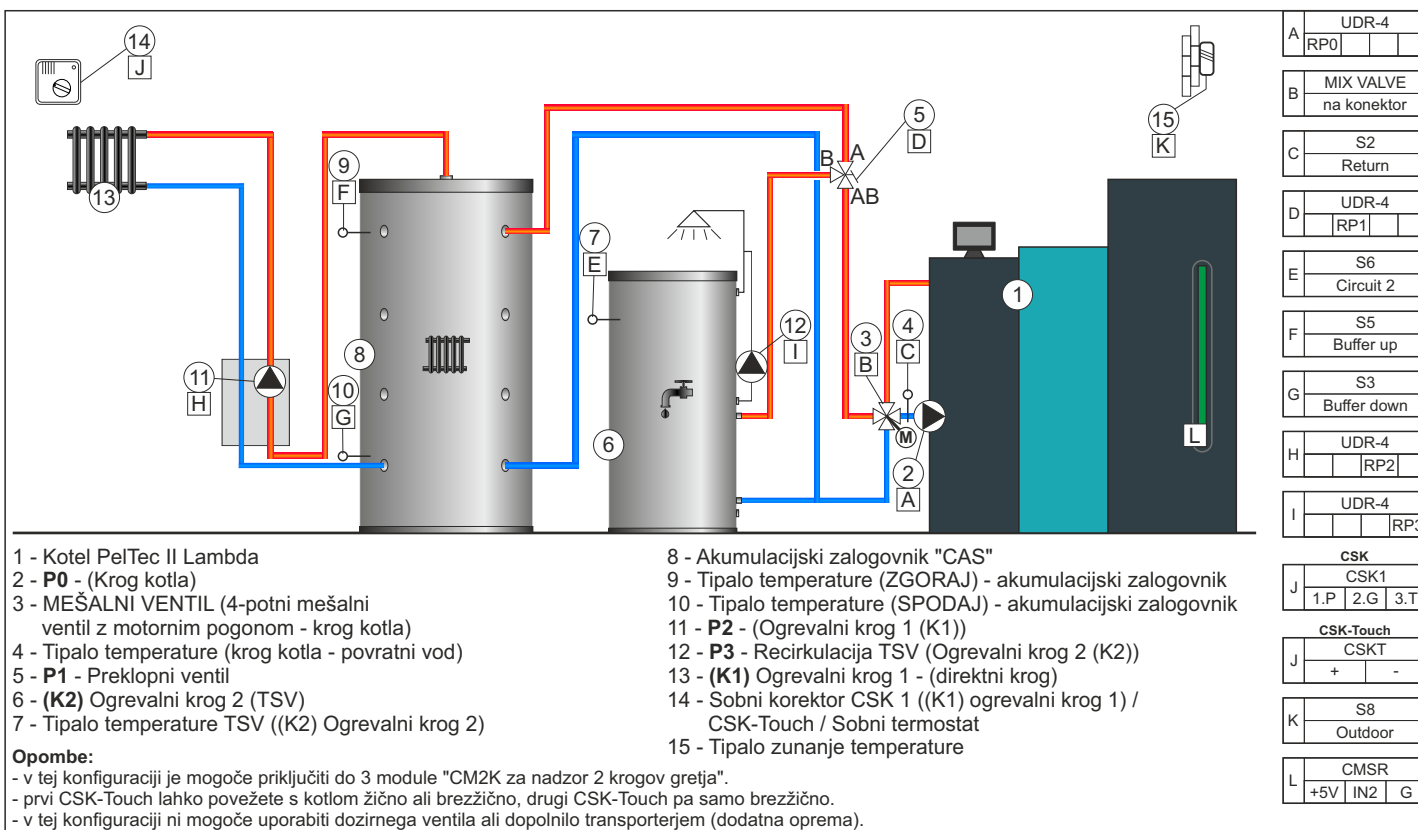 14
J
13
11
H
9
F
8
10
G
7
E
6
12
I
5
D
B
A
AB
3
B
4
C
M
2
A
1
15
K
L
A
UDR-4
RP0
B
MIX VALVE
na konektor
C
S2
Return
D
UDR-4
RP1
E
S6
Circuit 2
F
S5
Buffer up
G
S3
Buffer down
H
UDR-4
RP2
I
UDR-4
RP3
CSK
J
CSK1
1.P 2.G 3.T
CSK-Touch
J
CSKT
+ -
K
S8
Outdoor
L
CMSR
+5V IN2 G
1 - Kotel PelTec II Lambda
2 - P0 - (Krog kotla)
3 - MEŠALNI VENTIL (4-potni mešalni
ventil z motornim pogonom - krog kotla)
4 - Tipalo temperature (krog kotla - povratni vod)
5 - P1 - Preklopni ventil
6 - (K2) Ogrevalni krog 2 (TSV)
7 - Tipalo temperature TSV ((K2) Ogrevalni krog 2)
8 - Akumulacijski zalogovnik "CAS"
9 - Tipalo temperature (ZGORAJ) - akumulacijski zalogovnik
10 - Tipalo temperature (SPODAJ) - akumulacijski zalogovnik
11 - P2 - (Ogrevalni krog 1 (K1))
12 - P3 - Recirkulacija TSV (Ogrevalni krog 2 (K2))
13 - (K1) Ogrevalni krog 1 - (direktni krog)
14 - Sobni korektor CSK 1 ((K1) ogrevalni krog 1) /
CSK-Touch / Sobni termostat
15 - Tipalo zunanje temperature
Opombe:
- v tej konfiguraciji je mogoče priključiti do 3 module "CM2K za nadzor 2 krogov gretja".
- prvi CSK-Touch lahko povežete s kotlom žično ali brezžično, drugi CSK-Touch pa samo brezžično.
- v tej konfiguraciji ni mogoče uporabiti dozirnega ventila ali dopolnilo transporterjem (dodatna oprema).